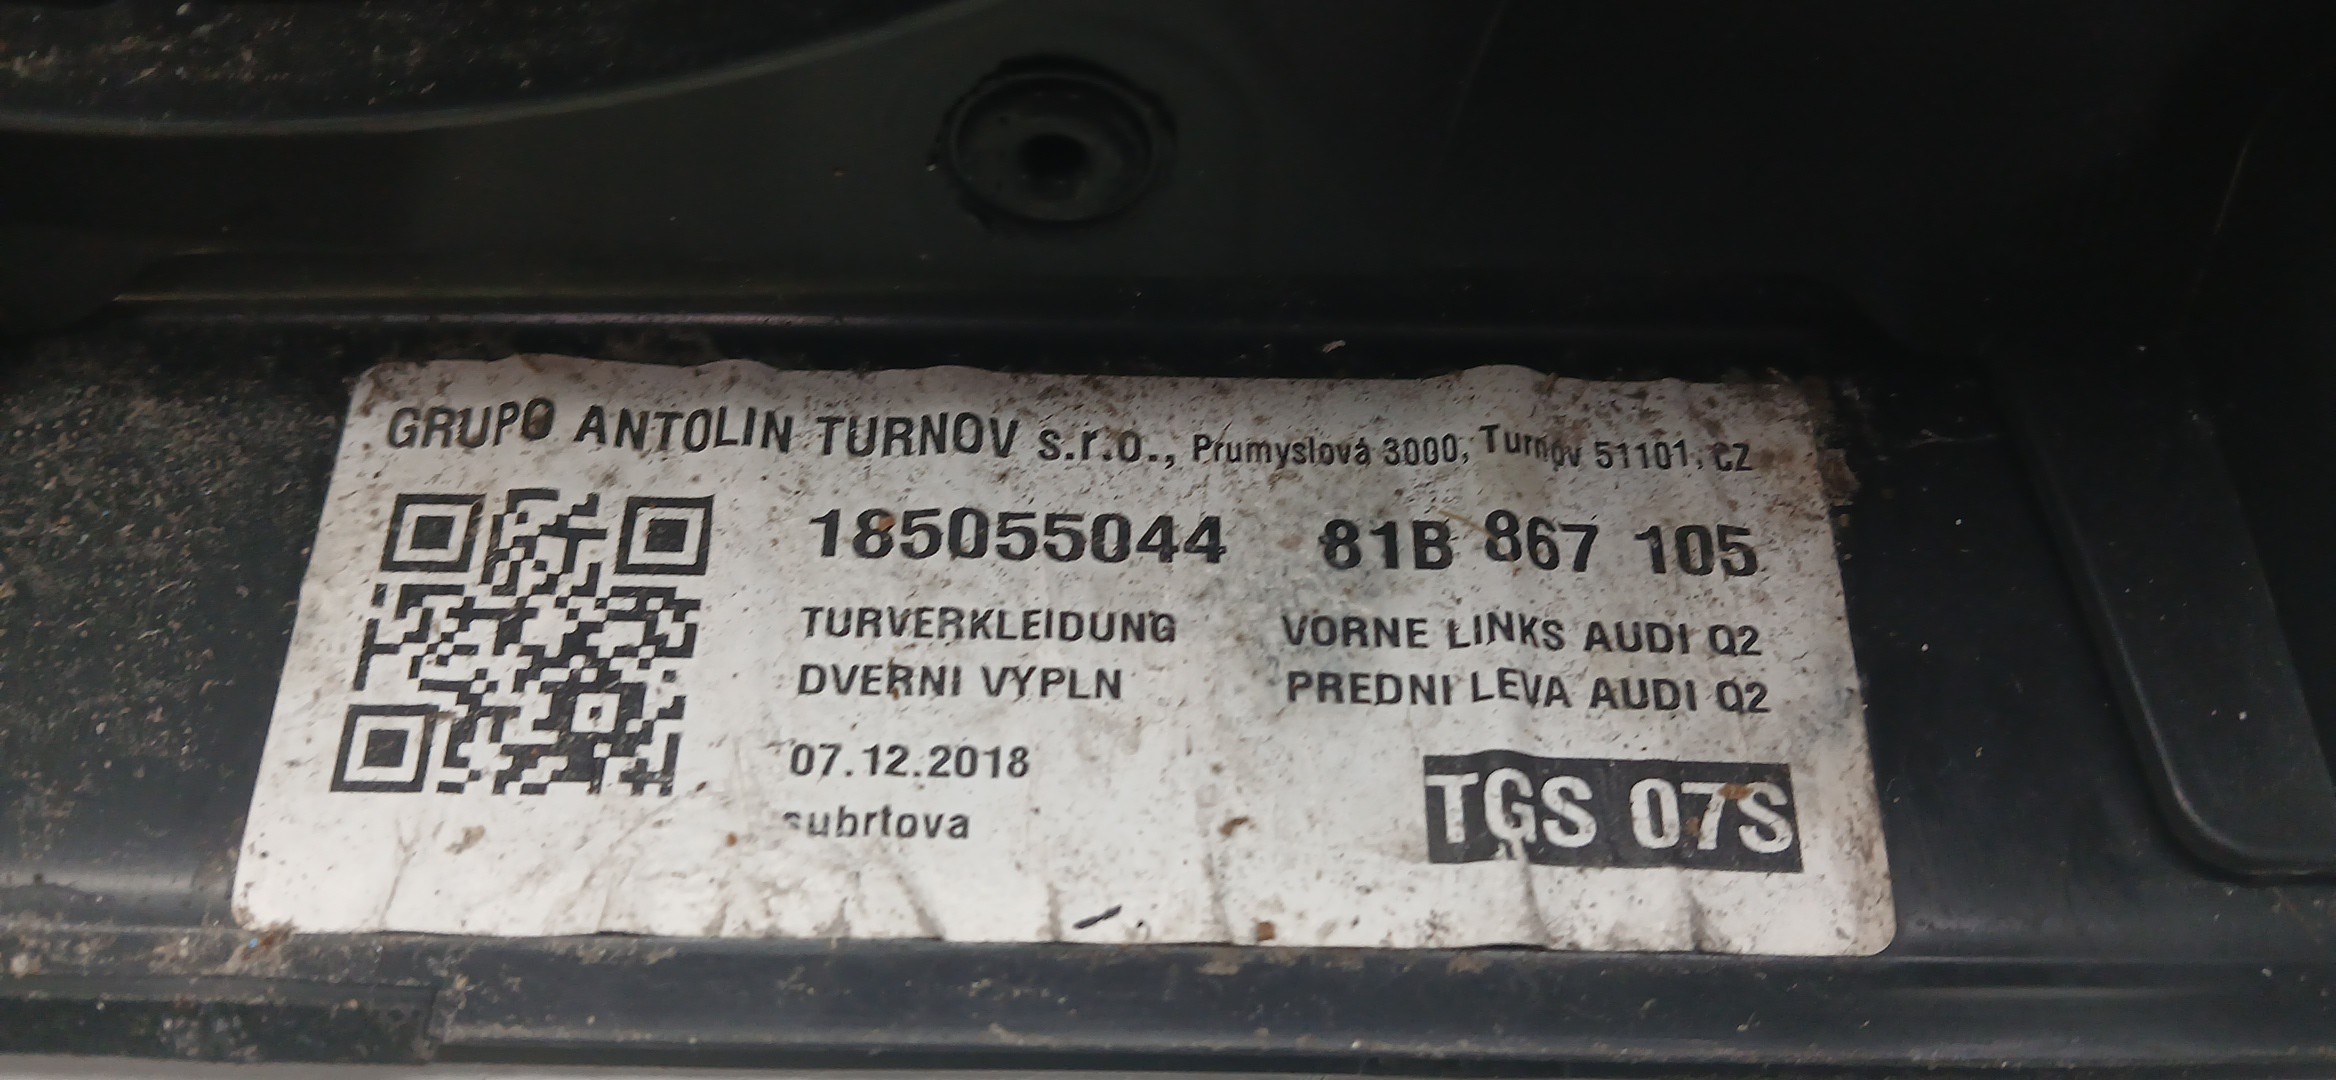 GRUPO ANTOLIN TURNOV s.r.o., Prumyslová 3000, Turnov 51101, CZ
185055044 81B 867 105
TURVERKLEIDUNG VORNE LINKS AUDI Q2
DVERNI VYPLN PREDNI LEVA AUDI Q2
07.12.2018
subrtova
TGS 07S